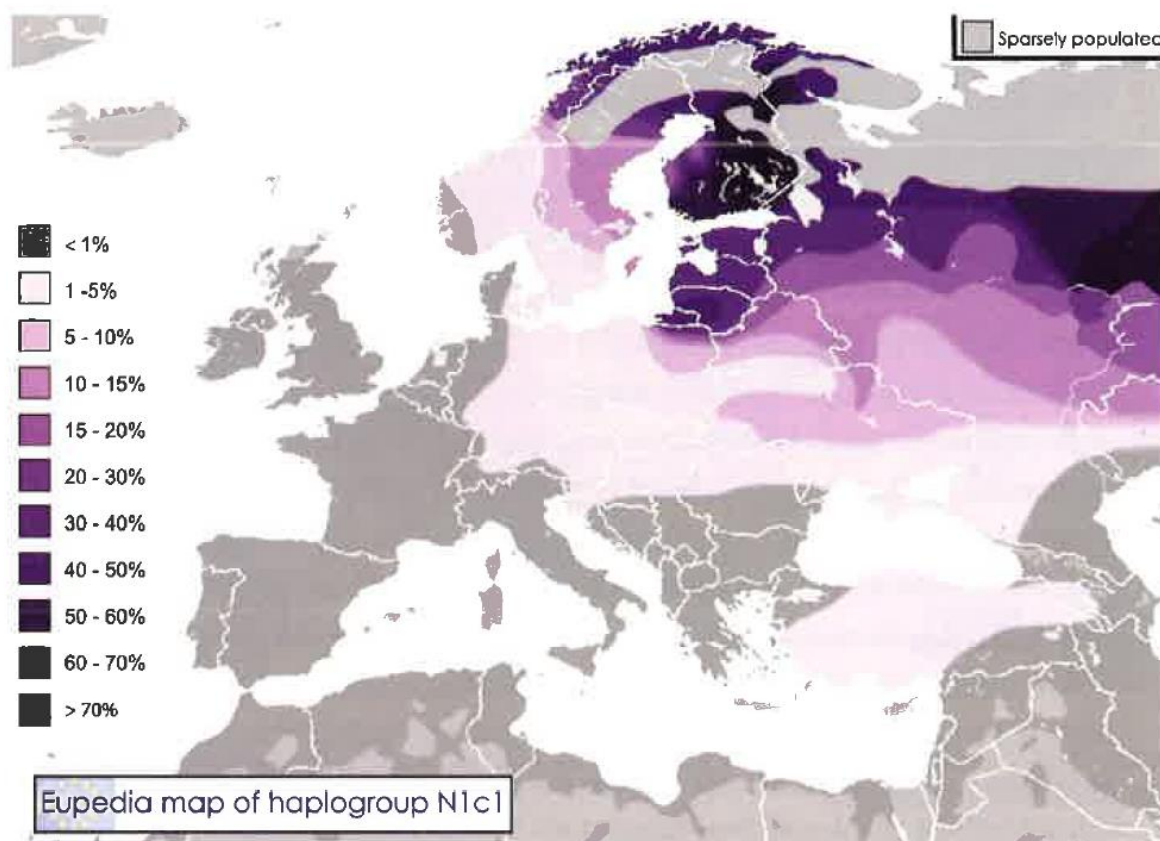 Sparsely populated
< 1%
1 -5%
5 - 10%
10 - 15%
15 - 20%
20 - 30%
30 - 40%
40 - 50%
50 - 60%
60 - 70%
> 70%
Eupedia map of haplogroup N1c1